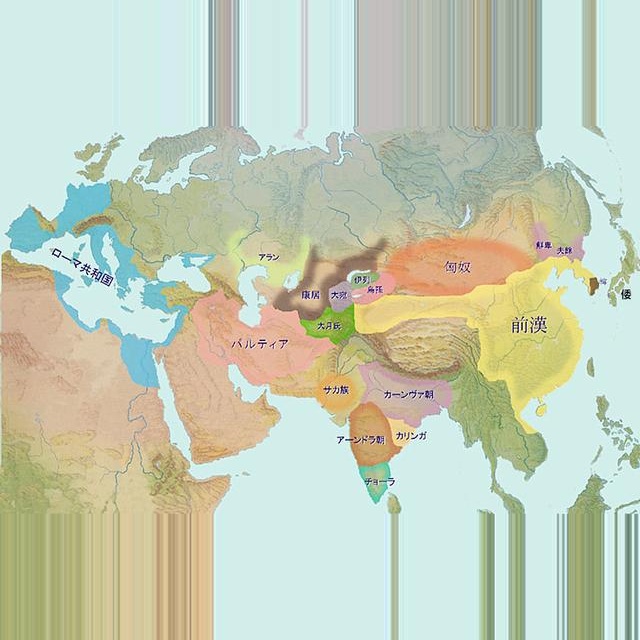 鮮卑
夫餘
アラン
匈奴
ローマ共和国
伊列
烏孫
康居
大宛
倭
前漢
大月氏
パルティア
サカ族
カーンヴァ朝
アーンドラ朝
カリンガ
チョーラ